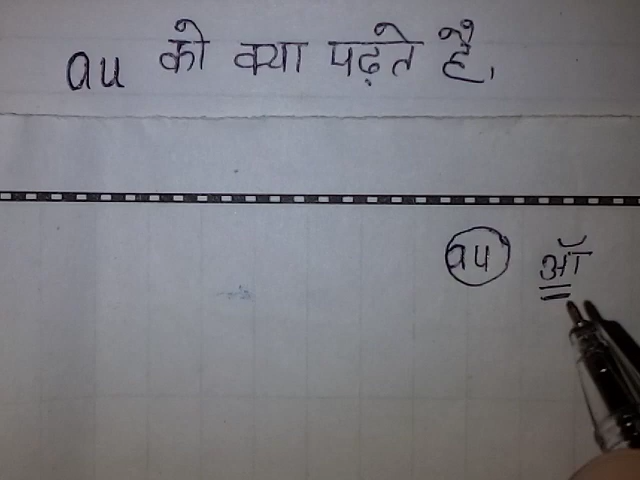 au को क्या पढ़ते हैं.
au ऑ